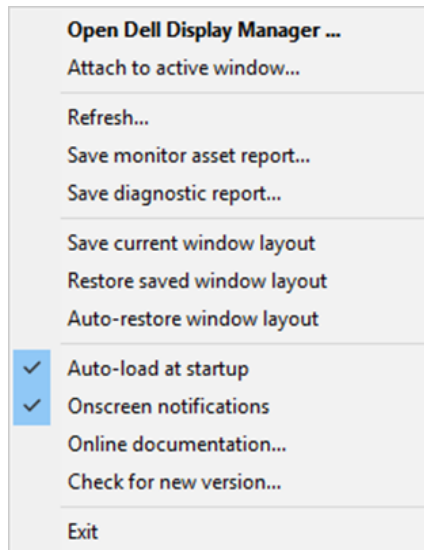 Open Dell Display Manager ...
Attach to active window...
Refresh...
Save monitor asset report...
Save diagnostic report...
Save current window layout
Restore saved window layout
Auto-restore window layout
Auto-load at startup
Onscreen notifications
Online documentation...
Check for new version...
Exit